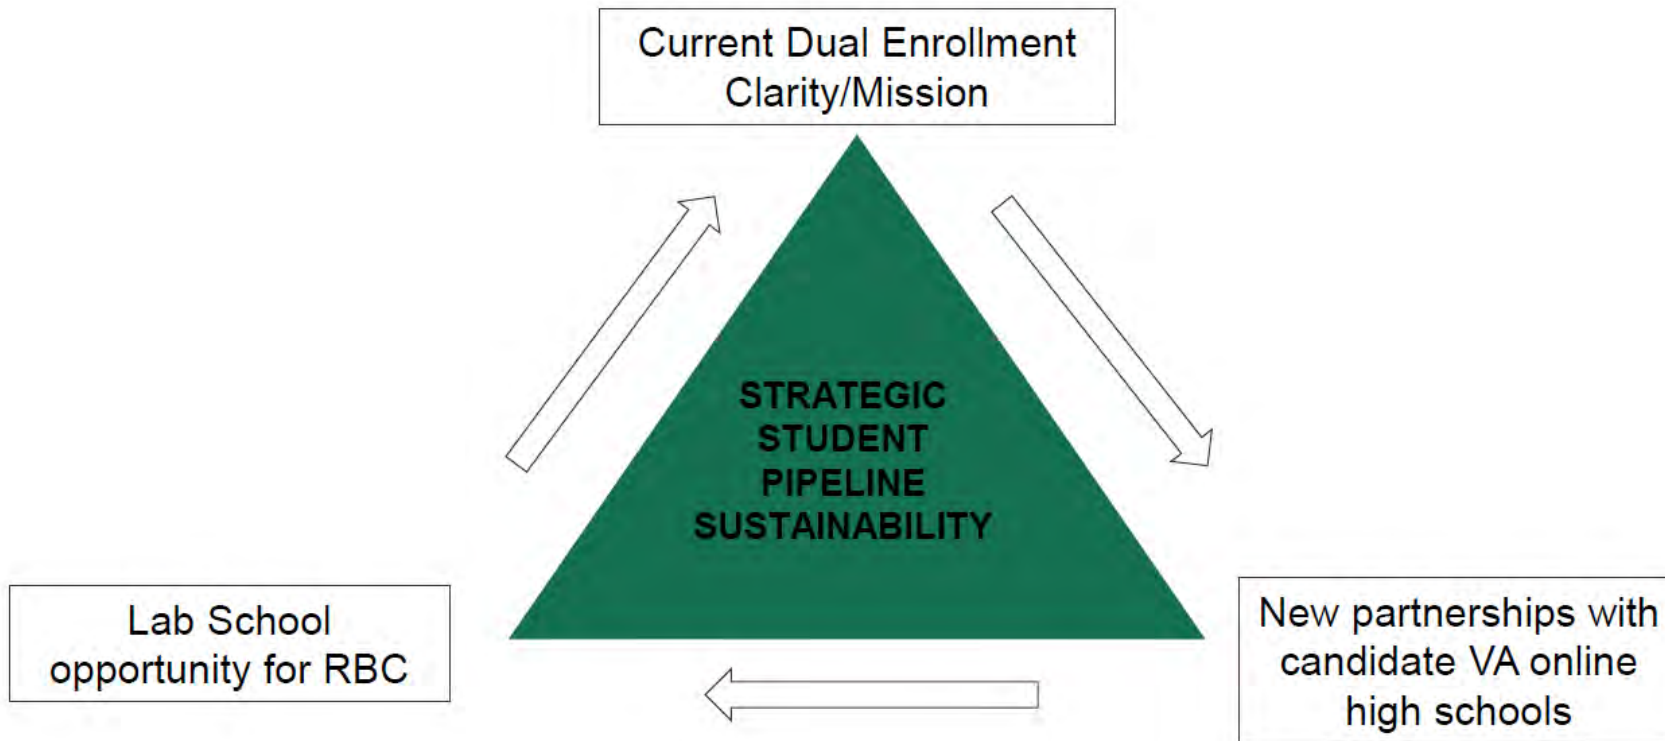 Current Dual Enrollment
Clarity/Mission
STRATEGIC
STUDENT
PIPELINE
SUSTAINABILITY
Lab School
opportunity for RBC
New partnerships with
candidate VA online
high schools